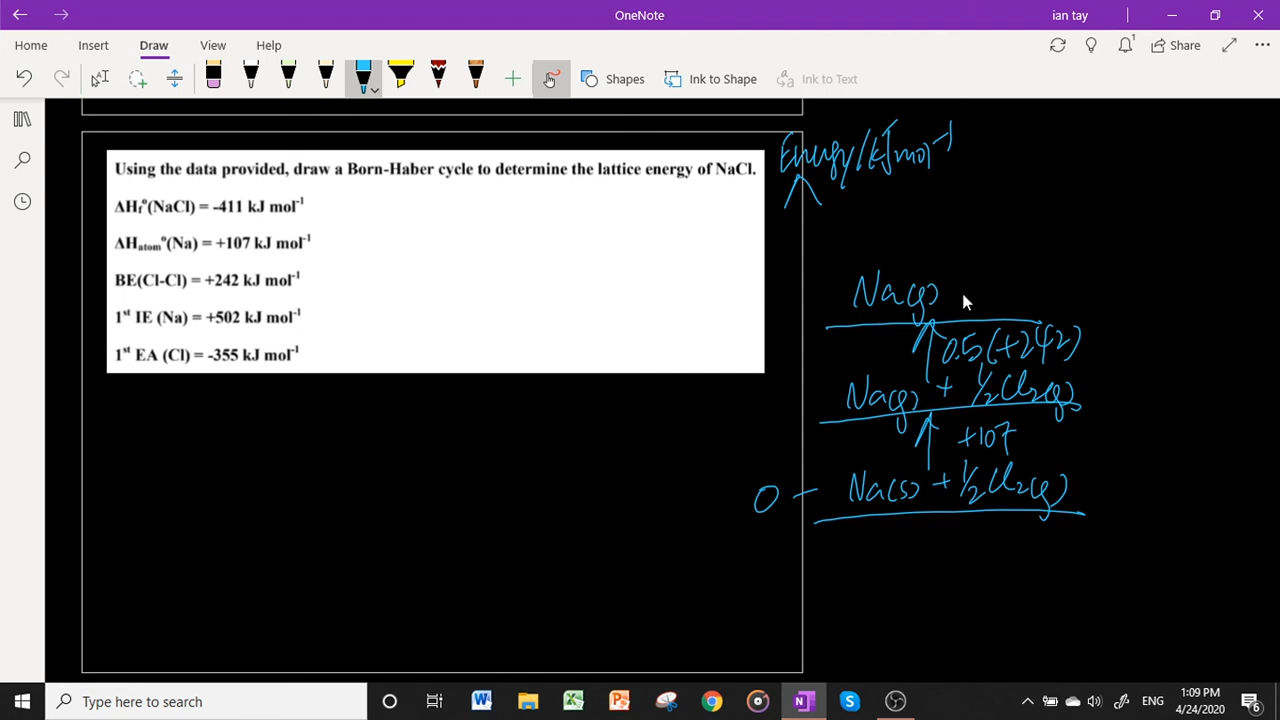 OneNote
ian tay
Home Insert Draw View Help
Share
Shapes Ink to Shape Ink to Text
Using the data provided, draw a Born-Haber cycle to determine the lattice energy of NaCl.
ΔHfº(NaCl) = -411 kJ mol⁻¹
ΔHatomº(Na) = +107 kJ mol⁻¹
BE(Cl-Cl) = +242 kJ mol⁻¹
1st IE (Na) = +502 kJ mol⁻¹
1st EA (Cl) = -355 kJ mol⁻¹
Energy/kJmol⁻¹
Na(g)
0.5(+242)
Na(g) + ½Cl₂(g)
+107
0 Na(s) + ½Cl₂(g)
Type here to search
ENG
1:09 PM
4/24/2020
6